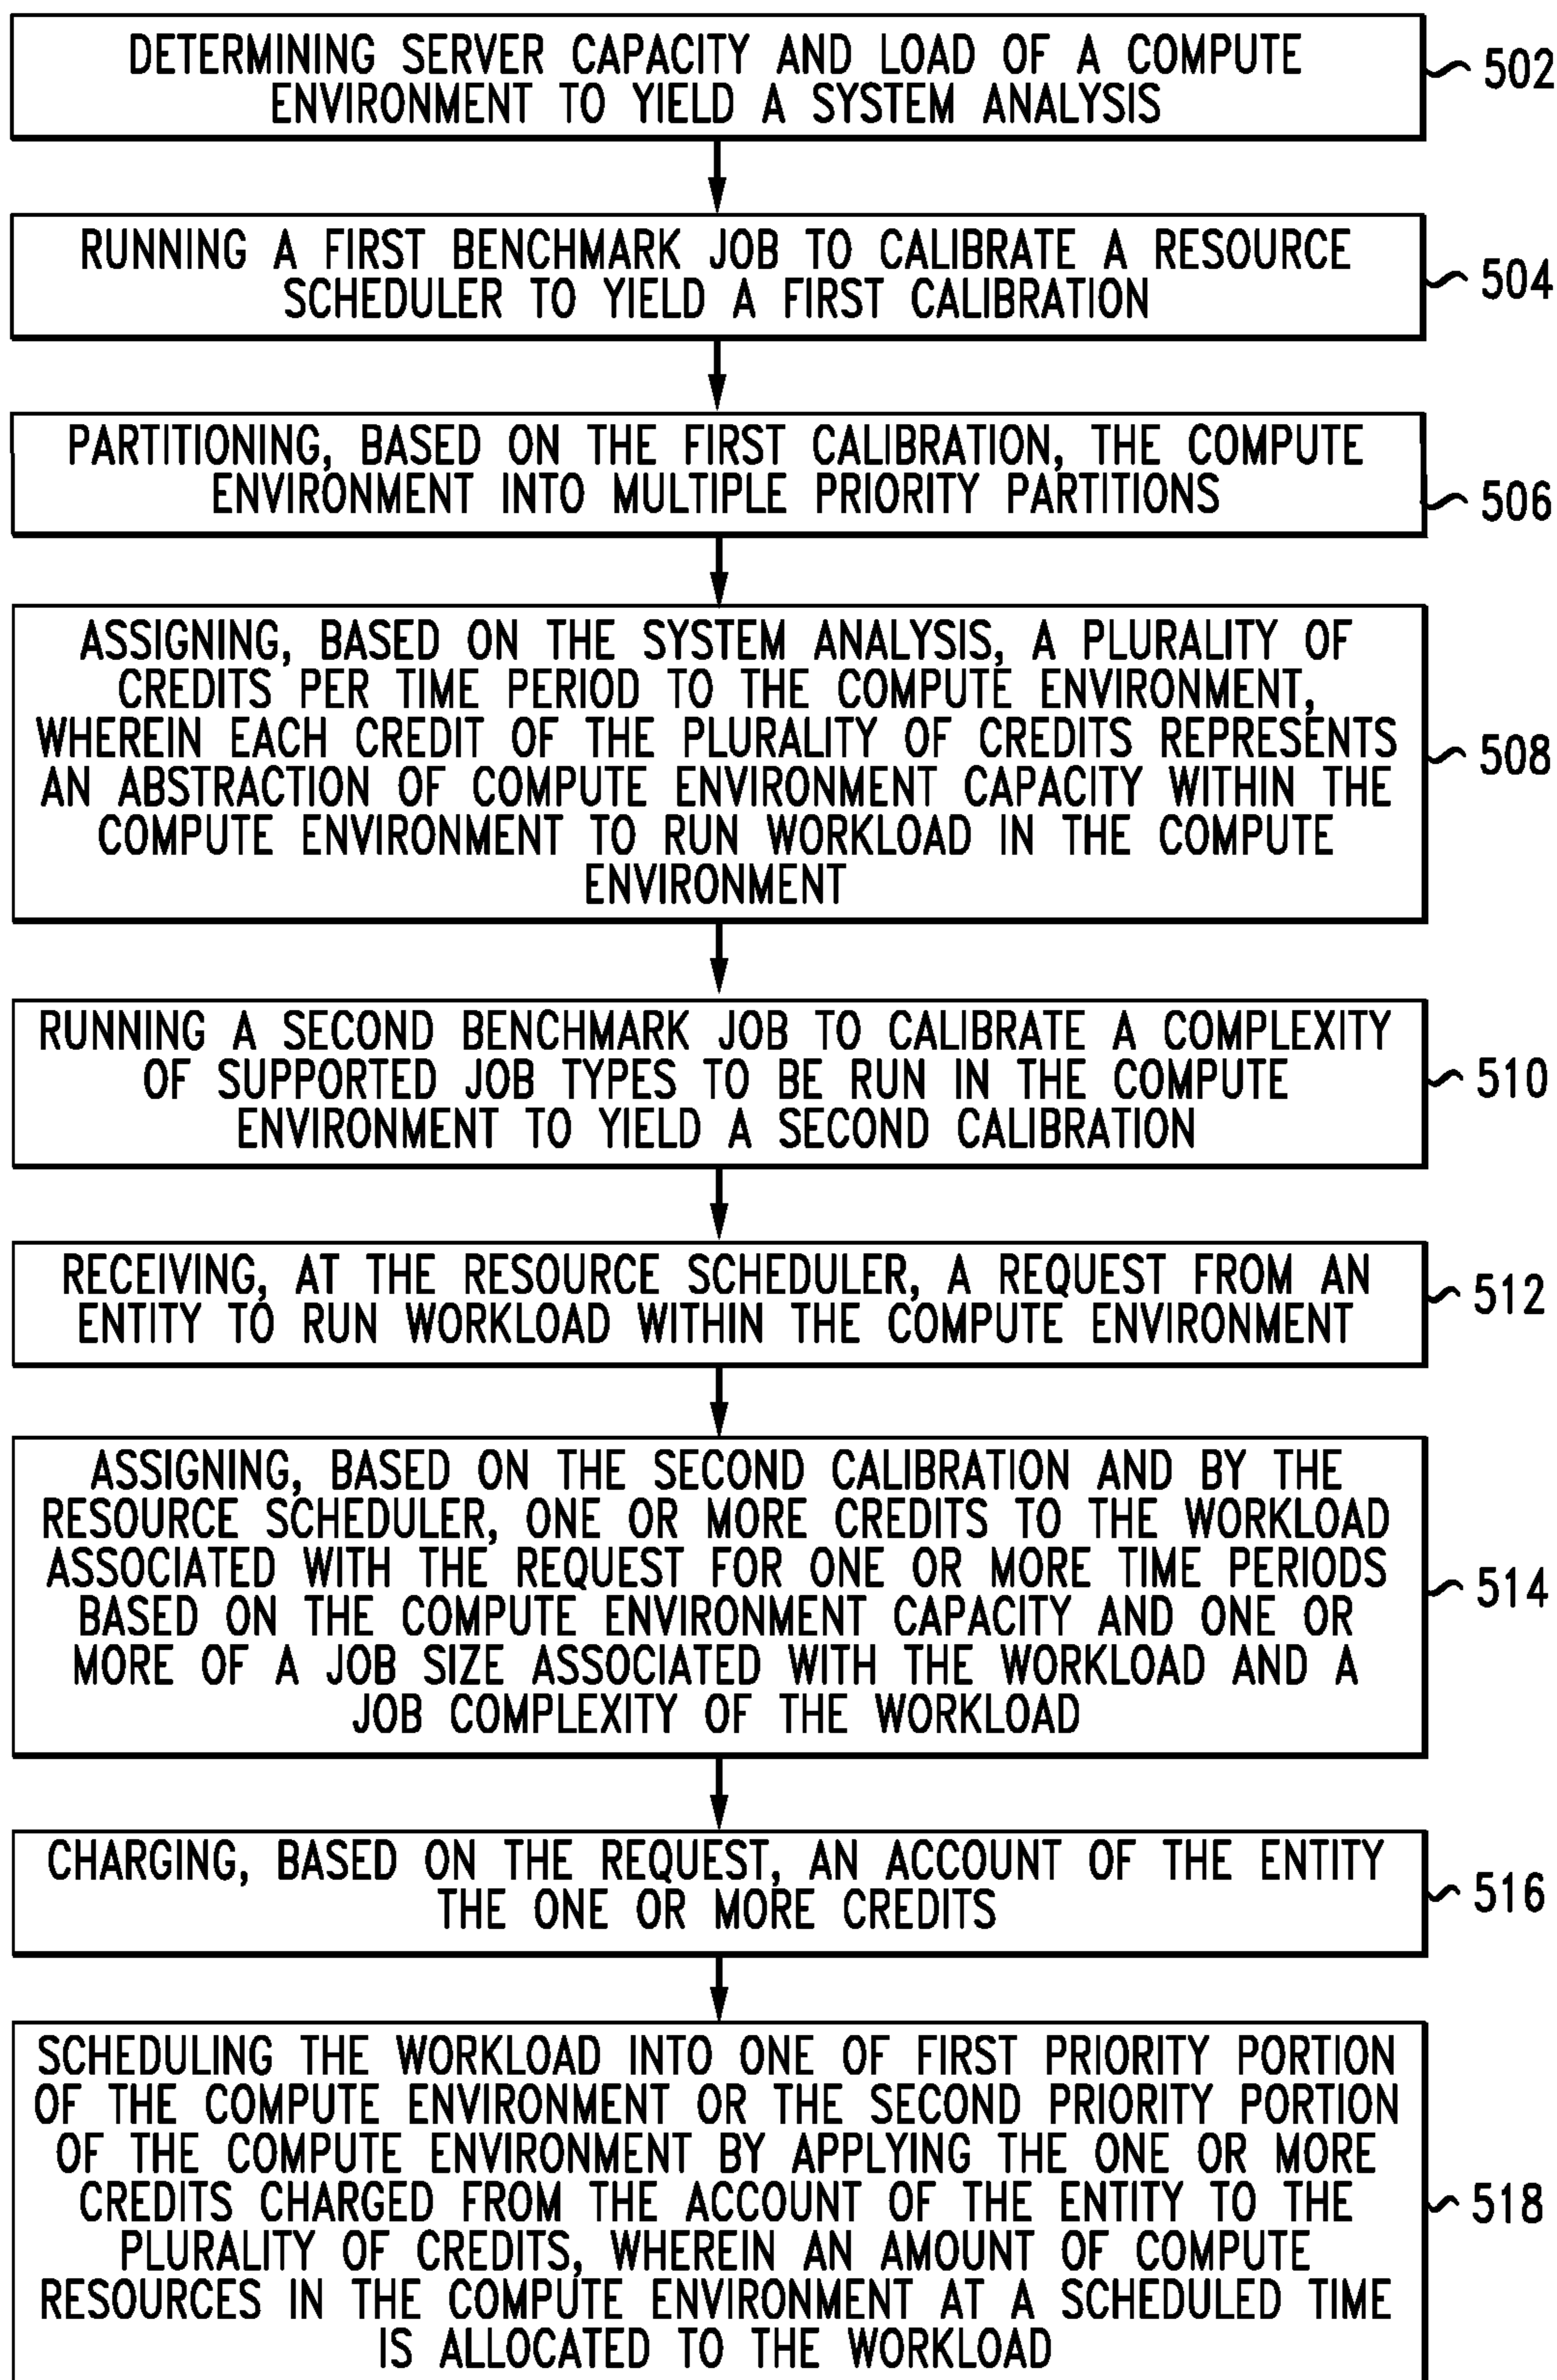 DETERMINING SERVER CAPACITY AND LOAD OF A COMPUTE
ENVIRONMENT TO YIELD A SYSTEM ANALYSIS
502
RUNNING A FIRST BENCHMARK JOB TO CALIBRATE A RESOURCE
SCHEDULER TO YIELD A FIRST CALIBRATION
504
PARTITIONING, BASED ON THE FIRST CALIBRATION, THE COMPUTE
ENVIRONMENT INTO MULTIPLE PRIORITY PARTITIONS
506
ASSIGNING, BASED ON THE SYSTEM ANALYSIS, A PLURALITY OF
CREDITS PER TIME PERIOD TO THE COMPUTE ENVIRONMENT,
WHEREIN EACH CREDIT OF THE PLURALITY OF CREDITS REPRESENTS
AN ABSTRACTION OF COMPUTE ENVIRONMENT CAPACITY WITHIN THE
COMPUTE ENVIRONMENT TO RUN WORKLOAD IN THE COMPUTE
ENVIRONMENT
508
RUNNING A SECOND BENCHMARK JOB TO CALIBRATE A COMPLEXITY
OF SUPPORTED JOB TYPES TO BE RUN IN THE COMPUTE
ENVIRONMENT TO YIELD A SECOND CALIBRATION
510
RECEIVING, AT THE RESOURCE SCHEDULER, A REQUEST FROM AN
ENTITY TO RUN WORKLOAD WITHIN THE COMPUTE ENVIRONMENT
512
ASSIGNING, BASED ON THE SECOND CALIBRATION AND BY THE
RESOURCE SCHEDULER, ONE OR MORE CREDITS TO THE WORKLOAD
ASSOCIATED WITH THE REQUEST FOR ONE OR MORE TIME PERIODS
BASED ON THE COMPUTE ENVIRONMENT CAPACITY AND ONE OR
MORE OF A JOB SIZE ASSOCIATED WITH THE WORKLOAD AND A
JOB COMPLEXITY OF THE WORKLOAD
514
CHARGING, BASED ON THE REQUEST, AN ACCOUNT OF THE ENTITY
THE ONE OR MORE CREDITS
516
SCHEDULING THE WORKLOAD INTO ONE OF FIRST PRIORITY PORTION
OF THE COMPUTE ENVIRONMENT OR THE SECOND PRIORITY PORTION
OF THE COMPUTE ENVIRONMENT BY APPLYING THE ONE OR MORE
CREDITS CHARGED FROM THE ACCOUNT OF THE ENTITY TO THE
PLURALITY OF CREDITS, WHEREIN AN AMOUNT OF COMPUTE
RESOURCES IN THE COMPUTE ENVIRONMENT AT A SCHEDULED TIME
IS ALLOCATED TO THE WORKLOAD
518